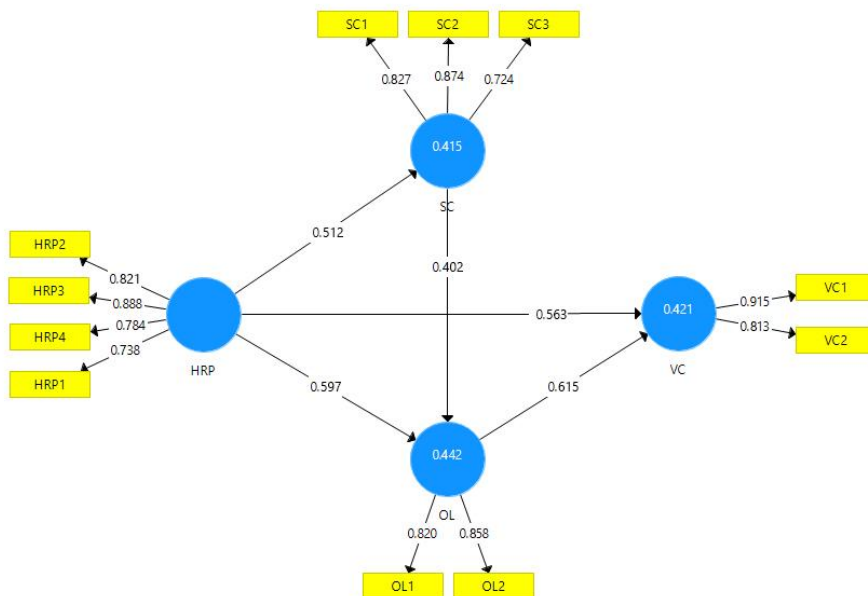 SC1
SC2
SC3
0.827
0.874
0.724
0.415
SC
0.512
0.402
HRP2
HRP3
HRP4
HRP1
0.821
0.888
0.784
0.738
HRP
0.563
0.421
VC
0.915
0.813
VC1
VC2
0.597
0.615
0.442
OL
0.820
0.858
OL1
OL2